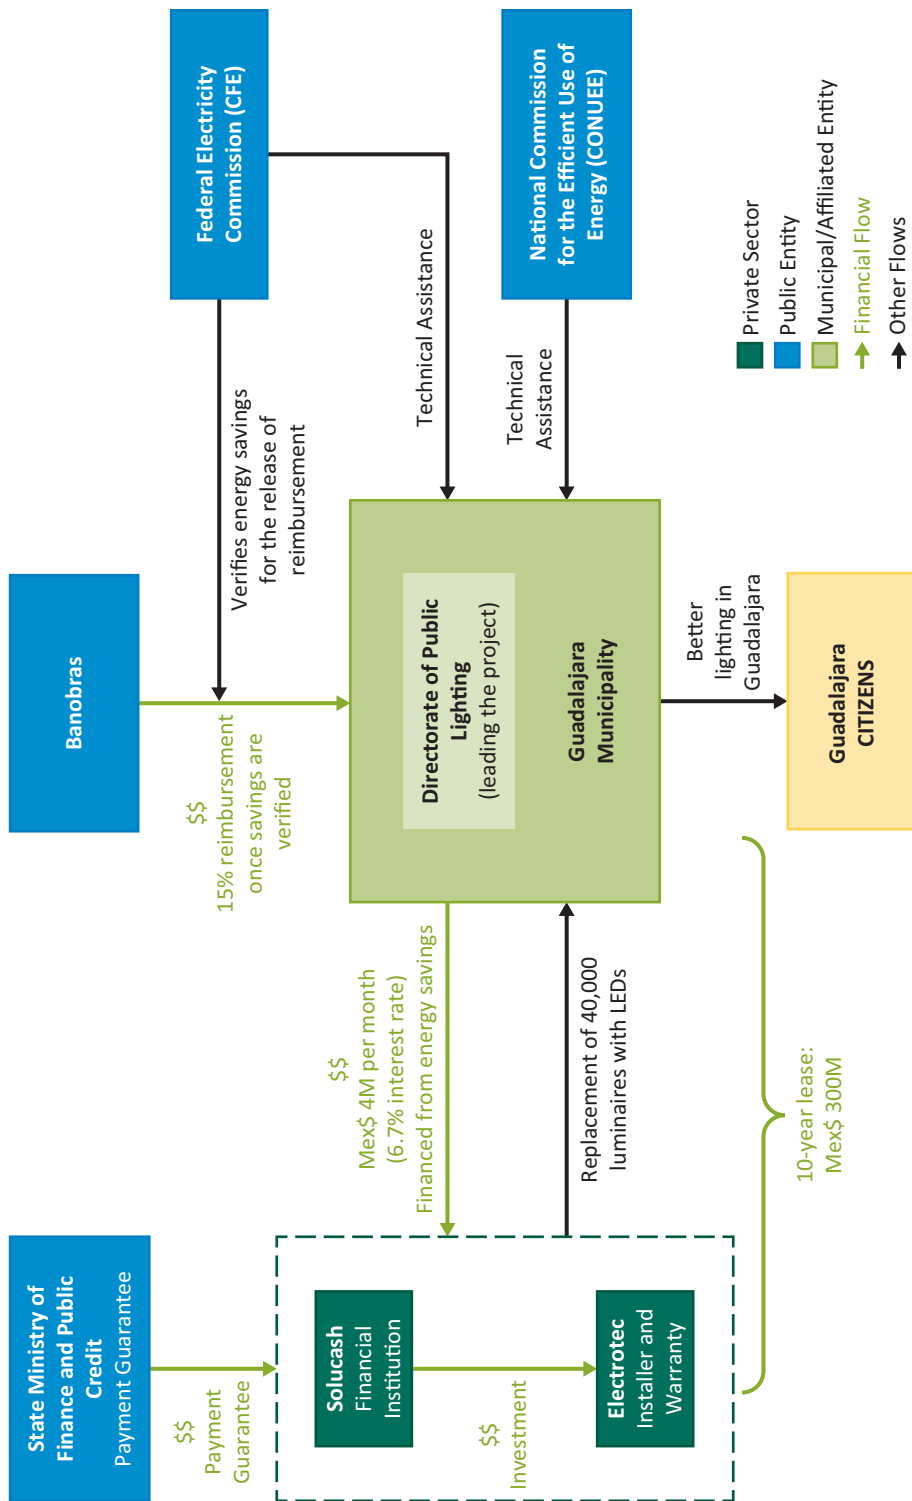 State Ministry of
Finance and Public
Credit
Payment Guarantee
$$
Payment
Guarantee
Solucash
Financial
Institution
$$
Investment
Electrotec
Installer and
Warranty
Banobras
$$
15% reimbursement
once savings are
verified
Verifies energy savings
for the release of
reimbursement
Federal Electricity
Commission (CFE)
Technical Assistance
$$
Mex$ 4M per month
(6.7% interest rate)
Financed from energy savings
Replacement of 40,000
luminaires with LEDs
Directorate of Public
Lighting
(leading the project)
Guadalajara
Municipality
Technical
Assistance
National Commission
for the Efficient Use of
Energy (CONUEE)
Better
lighting in
Guadalajara
Guadalajara
CITIZENS
10-year lease:
Mex$ 300M
Private Sector
Public Entity
Municipal/Affiliated Entity
Financial Flow
Other Flows